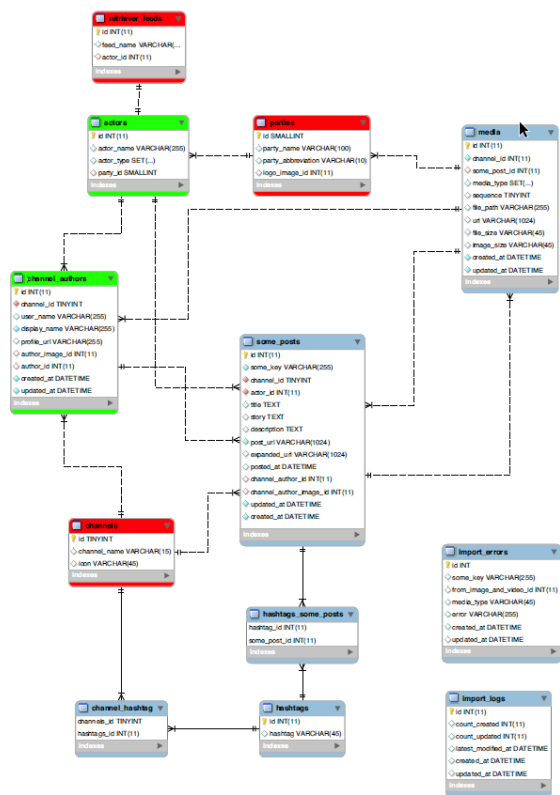 retriever_feeds
id INT(11)
feed_name VARCHAR(...
actor_id INT(11)
Indexes
actors
id INT(11)
actor_name VARCHAR(255)
actor_type SET(...)
party_id SMALLINT
Indexes
parties
id SMALLINT
party_name VARCHAR(100)
party_abbreviation VARCHAR(10)
logo_image_id INT(11)
Indexes
media
id INT(11)
channel_id INT(11)
some_post_id INT(11)
media_type SET(...)
sequence TINYINT
file_path VARCHAR(255)
url VARCHAR(1024)
file_size VARCHAR(45)
image_size VARCHAR(45)
created_at DATETIME
updated_at DATETIME
Indexes
channel_authors
id INT(11)
channel_id TINYINT
user_name VARCHAR(255)
display_name VARCHAR(255)
profile_url VARCHAR(255)
author_image_id INT(11)
author_id INT(11)
created_at DATETIME
updated_at DATETIME
Indexes
some_posts
id INT(11)
some_key VARCHAR(255)
channel_id TINYINT
actor_id INT(11)
title TEXT
story TEXT
description TEXT
post_url VARCHAR(1024)
expanded_url VARCHAR(1024)
posted_at DATETIME
channel_author_id INT(11)
channel_author_image_id INT(11)
updated_at DATETIME
created_at DATETIME
Indexes
channels
id TINYINT
channel_name VARCHAR(15)
icon VARCHAR(45)
Indexes
import_errors
id INT
some_key VARCHAR(255)
from_image_and_video_id INT(11)
media_type VARCHAR(45)
error VARCHAR(255)
created_at DATETIME
updated_at DATETIME
Indexes
hashtags_some_posts
hashtag_id INT(11)
some_post_id INT(11)
Indexes
channel_hashtag
channels_id TINYINT
hashtags_id INT(11)
Indexes
hashtags
id INT(11)
hashtag VARCHAR(45)
Indexes
import_logs
id INT(11)
count_created INT(11)
count_updated INT(11)
latest_modified_at DATETIME
created_at DATETIME
updated_at DATETIME
Indexes